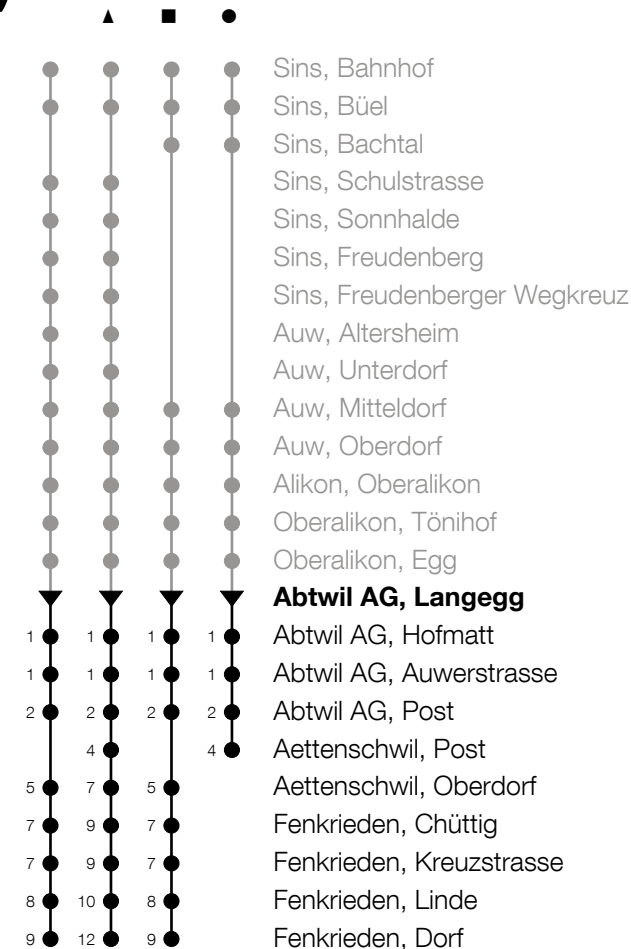 ▲ ■ ●
Sins, Bahnhof
Sins, Büel
Sins, Bachtal
Sins, Schulstrasse
Sins, Sonnhalde
Sins, Freudenberg
Sins, Freudenberger Wegkreuz
Auw, Altersheim
Auw, Unterdorf
Auw, Mitteldorf
Auw, Oberdorf
Alikon, Oberalikon
Oberalikon, Tönihof
Oberalikon, Egg
Abtwil AG, Langegg
1 1 1 1 Abtwil AG, Hofmatt
1 1 1 1 Abtwil AG, Auwerstrasse
2 2 2 2 Abtwil AG, Post
4 4 Aettenschwil, Post
5 7 5 Aettenschwil, Oberdorf
7 9 7 Fenkrieden, Chüttig
7 9 7 Fenkrieden, Kreuzstrasse
8 10 8 Fenkrieden, Linde
9 12 9 Fenkrieden, Dorf